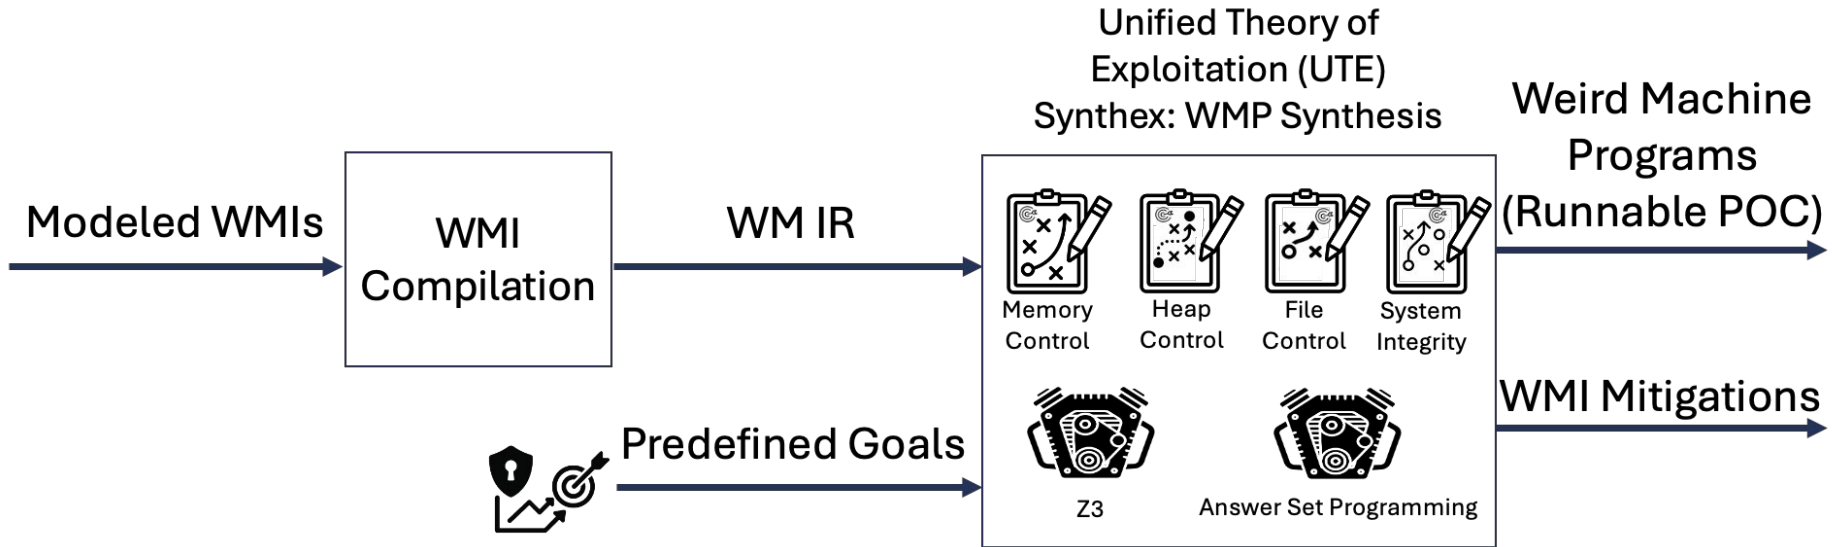 Unified Theory of
Exploitation (UTE)
Synthex: WMP Synthesis
Modeled WMIs
WMI
Compilation
WM IR
Predefined Goals
Memory
Control
Heap
Control
File
Control
System
Integrity
Z3
Answer Set Programming
Weird Machine
Programs
(Runnable POC)
WMI Mitigations